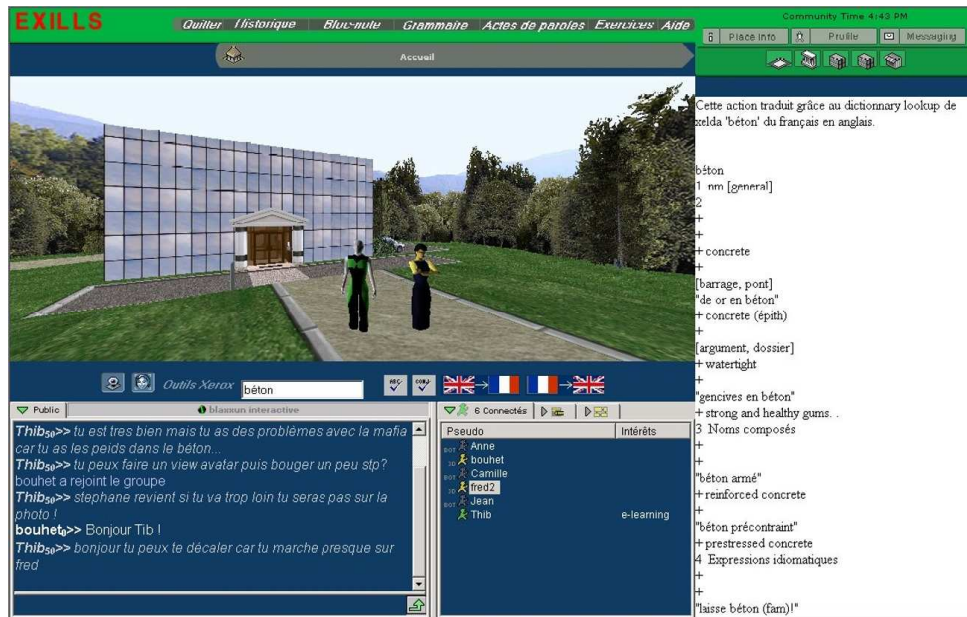 EXILLS
Quitter Historique Bloc-note Grammaire Actes de paroles Exercices Aide
Accueil
Community Time 4:43 PM
Place Info Profile Messaging
Cette action traduit grâce au dictionnary lookup de
xelda 'béton' du français en anglais.
béton
1 nm [general]
2
+
+
+ concrete
+
[barrage, pont]
"de or en béton"
+ concrete (épith)
+
[argument, dossier]
+ watertight
+
"gencives en béton"
+ strong and healthy gums. .
3 Noms composés
+
+
"béton armé"
+ reinforced concrete
+
"béton précontraint"
+ prestressed concrete
4 Expressions idiomatiques
+
+
"laisse béton (fam)!"
Outils Xerox béton ABC
Public
blaxxun interactive
Thib50>> tu est tres bien mais tu as des problèmes avec la mafia
car tu as les peids dans le béton...
Thib50>> tu peux faire un view avatar puis bouger un peu stp?
bouhet a rejoint le groupe
Thib50>> stephane revient si tu va trop loin tu seras pas sur la
photo !
bouhet0>> Bonjour Tib !
Thib50>> bonjour tu peux te décaler car tu marche presque sur
fred
6 Connectés
Pseudo Intérêts
BOT Anne
3D bouhet
BOT Camille
3D fred2
BOT Jean
Thib e-learning